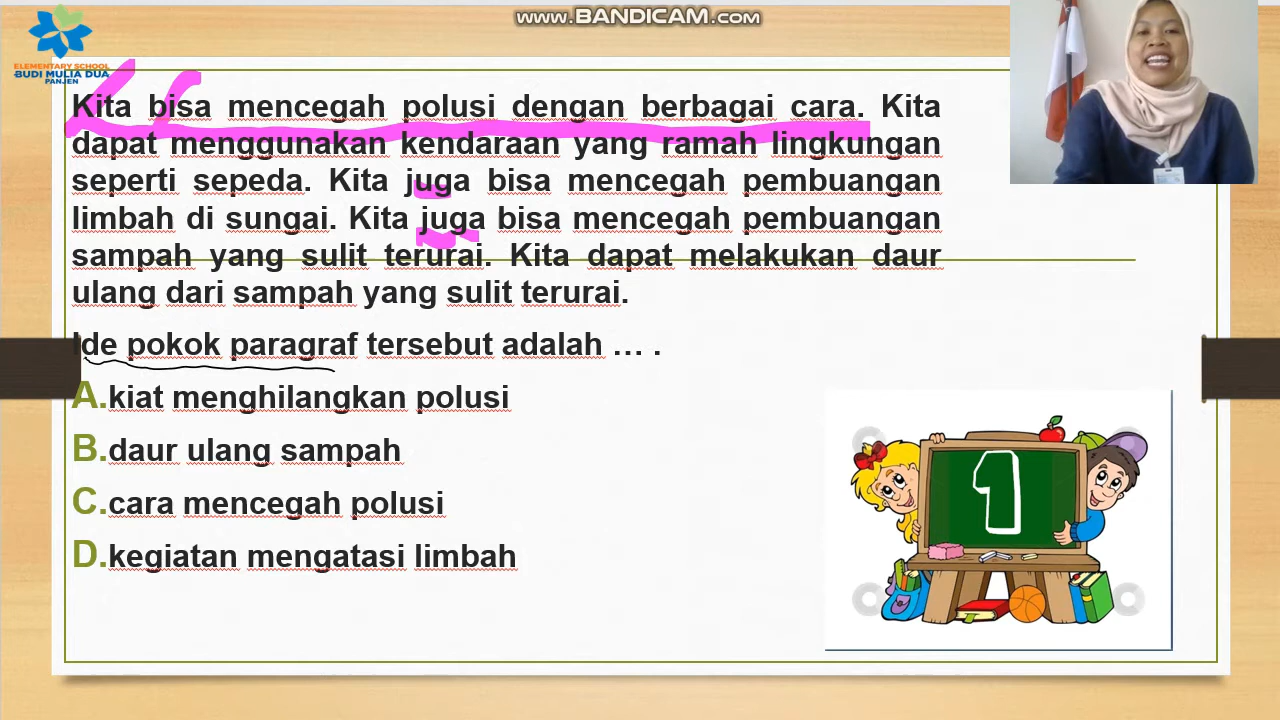 www.BANDICAM.com
ELEMENTARY SCHOOL
BUDI MULIA DUA
PANJEN
Kita bisa mencegah polusi dengan berbagai cara. Kita
dapat menggunakan kendaraan yang ramah lingkungan
seperti sepeda. Kita juga bisa mencegah pembuangan
limbah di sungai. Kita juga bisa mencegah pembuangan
sampah yang sulit terurai. Kita dapat melakukan daur
ulang dari sampah yang sulit terurai.
Ide pokok paragraf tersebut adalah ... .
A.kiat menghilangkan polusi
B.daur ulang sampah
C.cara mencegah polusi
D.kegiatan mengatasi limbah
1